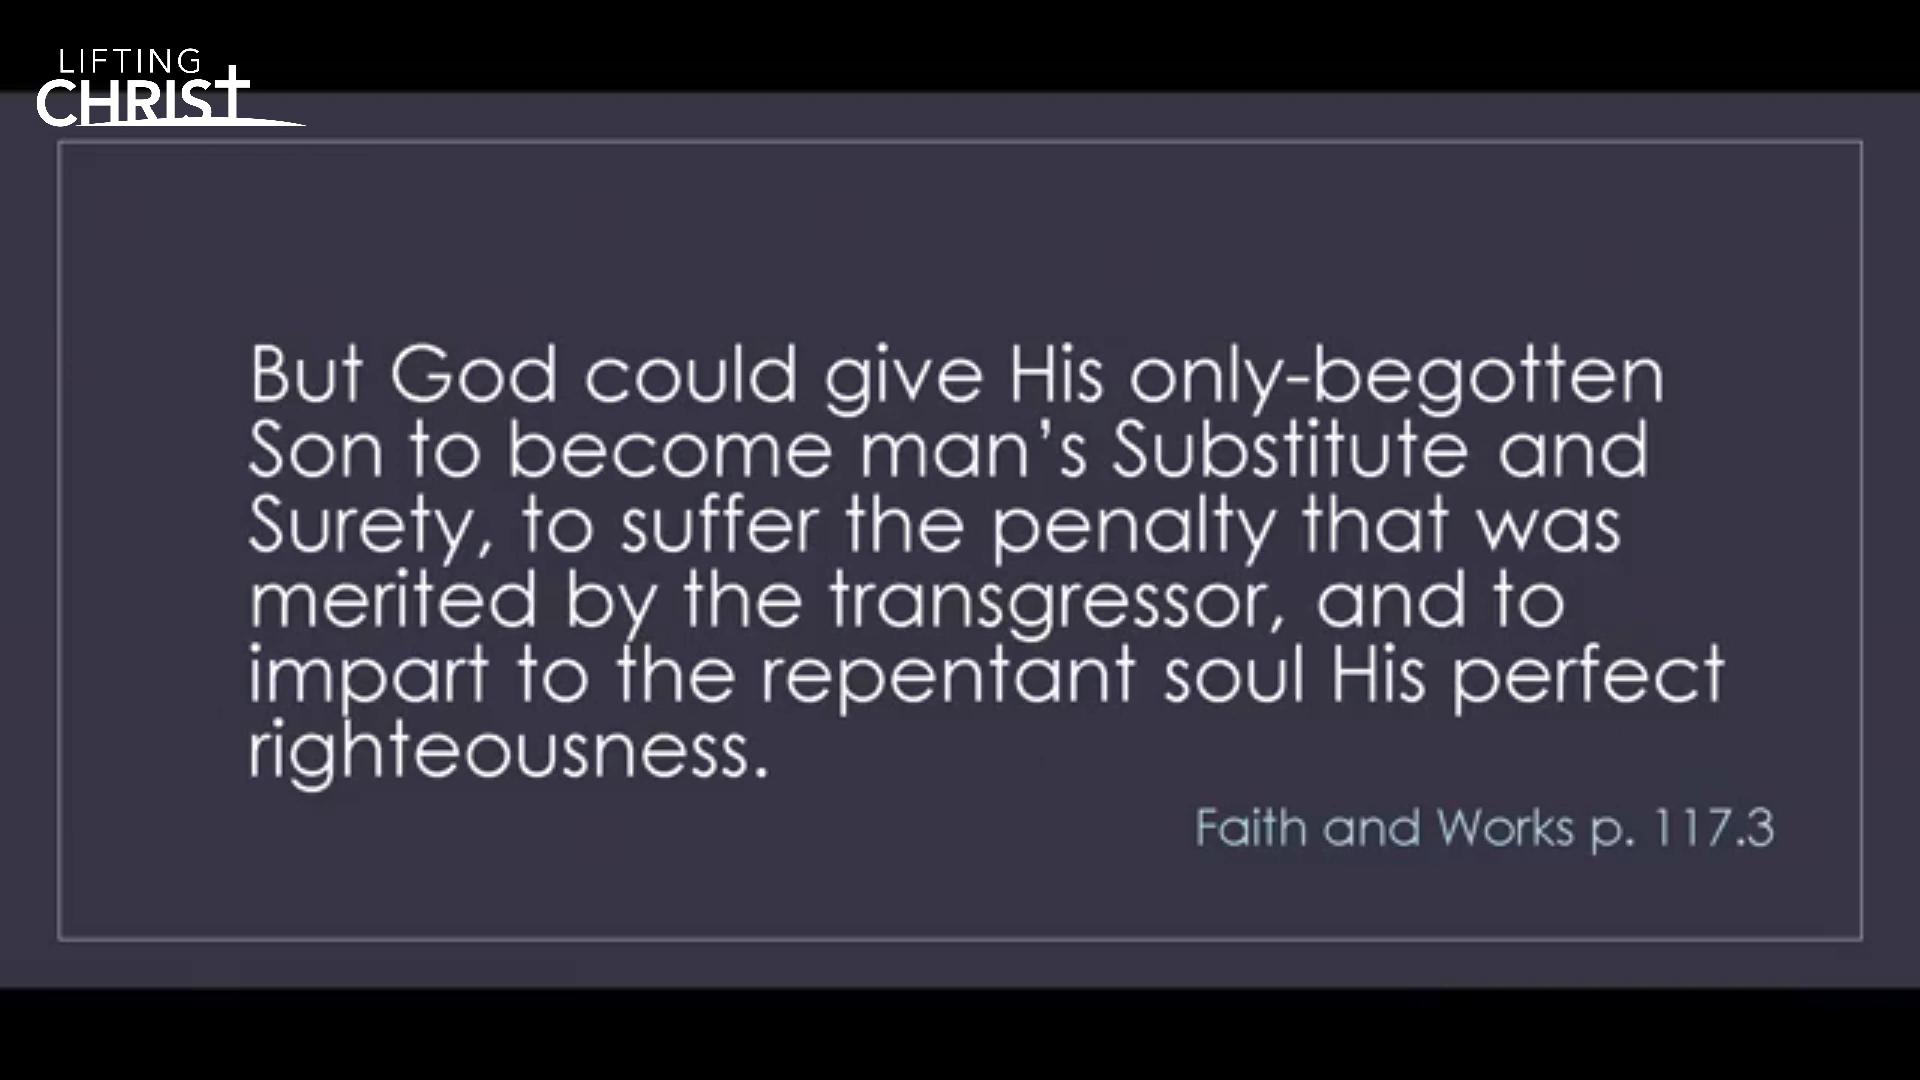 LIFTING
CHRIST
But God could give His only-begotten
Son to become man’s Substitute and
Surety, to suffer the penalty that was
merited by the transgressor, and to
impart to the repentant soul His perfect
righteousness.
Faith and Works p. 117.3